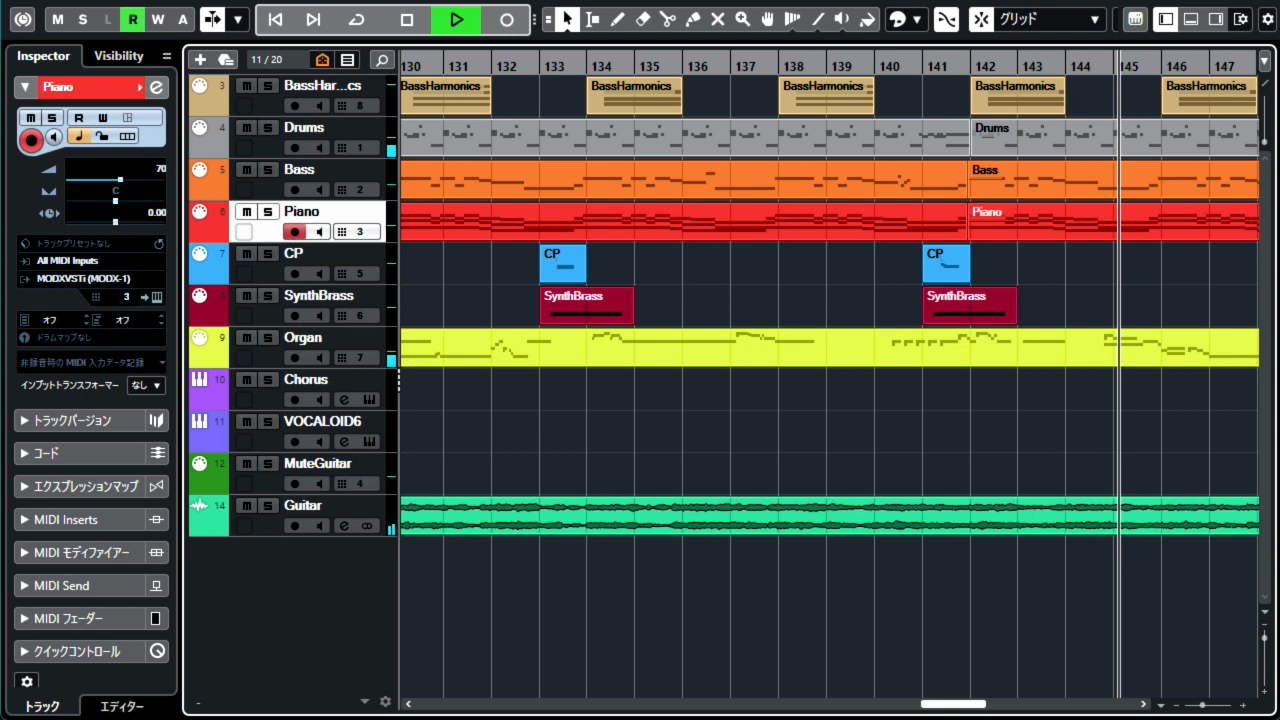 M S L R W A
グリッド
Inspector Visibility
11 / 20
130 131 132 133 134 135 136 137 138 139 140 141 142 143 144 145 146 147
Piano
M S R W
70
C
0.00
トラックプリセットなし
All MIDI Inputs
MODXVSTi (MODX-1)
3
オフ オフ
ドラムマップなし
非録音時の MIDI 入力データ記録
インプットトランスフォーマー なし
トラックバージョン
コード
エクスプレッションマップ
MIDI Inserts
MIDI モディファイアー
MIDI Send
MIDI フェーダー
クイックコントロール
トラック エディター
3 m s BassHar...cs
8
BassHarmonics BassHarmonics BassHarmonics BassHarmonics BassHarmonics
4 m s Drums
1
Drums
5 m s Bass
2
Bass
6 m s Piano
3
Piano
7 m s CP
5
CP CP
8 m s SynthBrass
6
SynthBrass SynthBrass
9 m s Organ
7
10 m s Chorus
e
11 m s VOCALOID6
e
12 m s MuteGuitar
4
14 m s Guitar
e